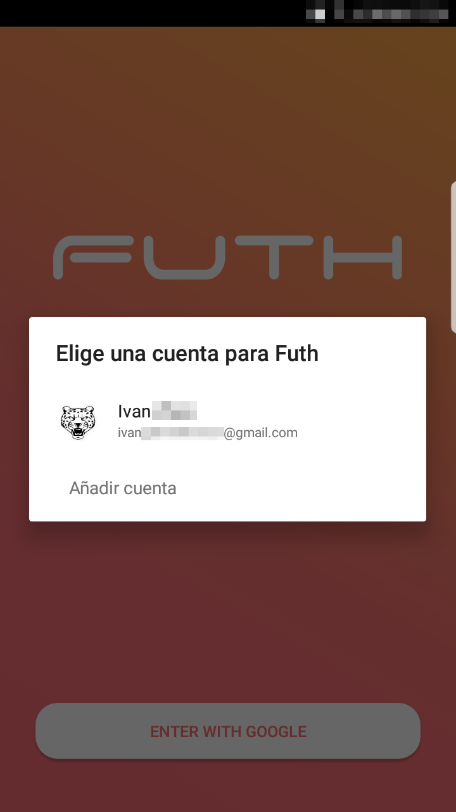 FUTH
Elige una cuenta para Futh
Ivan
ivan @gmail.com
Añadir cuenta
ENTER WITH GOOGLE